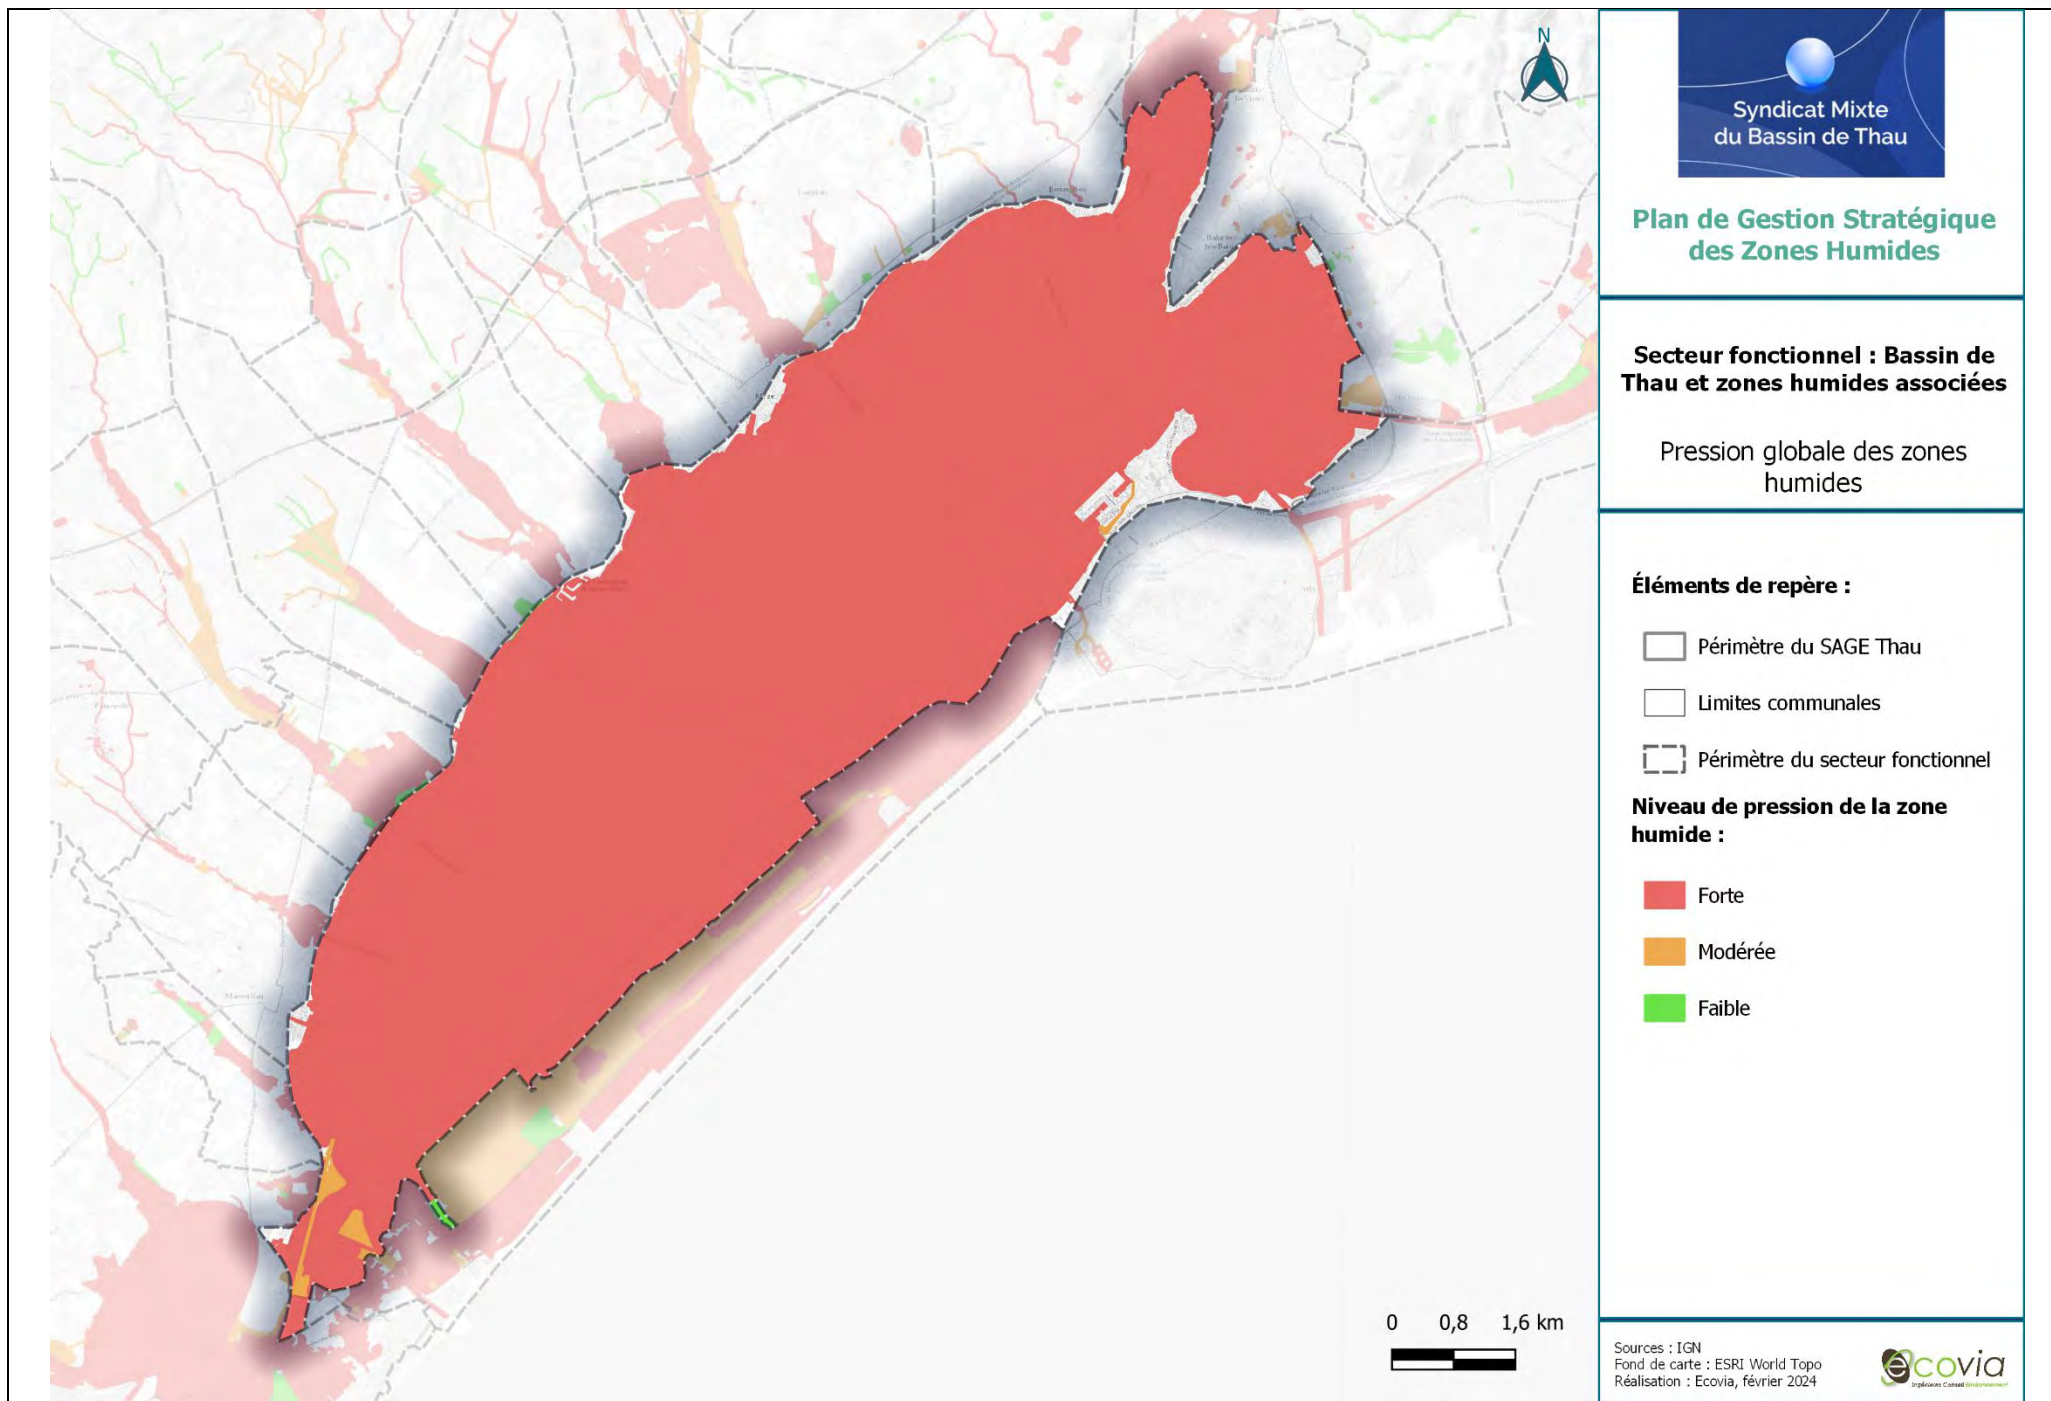 N
Syndicat Mixte
du Bassin de Thau
Plan de Gestion Stratégique
des Zones Humides
Secteur fonctionnel : Bassin de
Thau et zones humides associées
Pression globale des zones
humides
Éléments de repère :
Périmètre du SAGE Thau
Limites communales
Périmètre du secteur fonctionnel
Niveau de pression de la zone
humide :
Forte
Modérée
Faible
0 0,8 1,6 km
Sources : IGN
Fond de carte : ESRI World Topo
Réalisation : Ecovia, février 2024
ecovia
Ingénierie Conseil Environnement